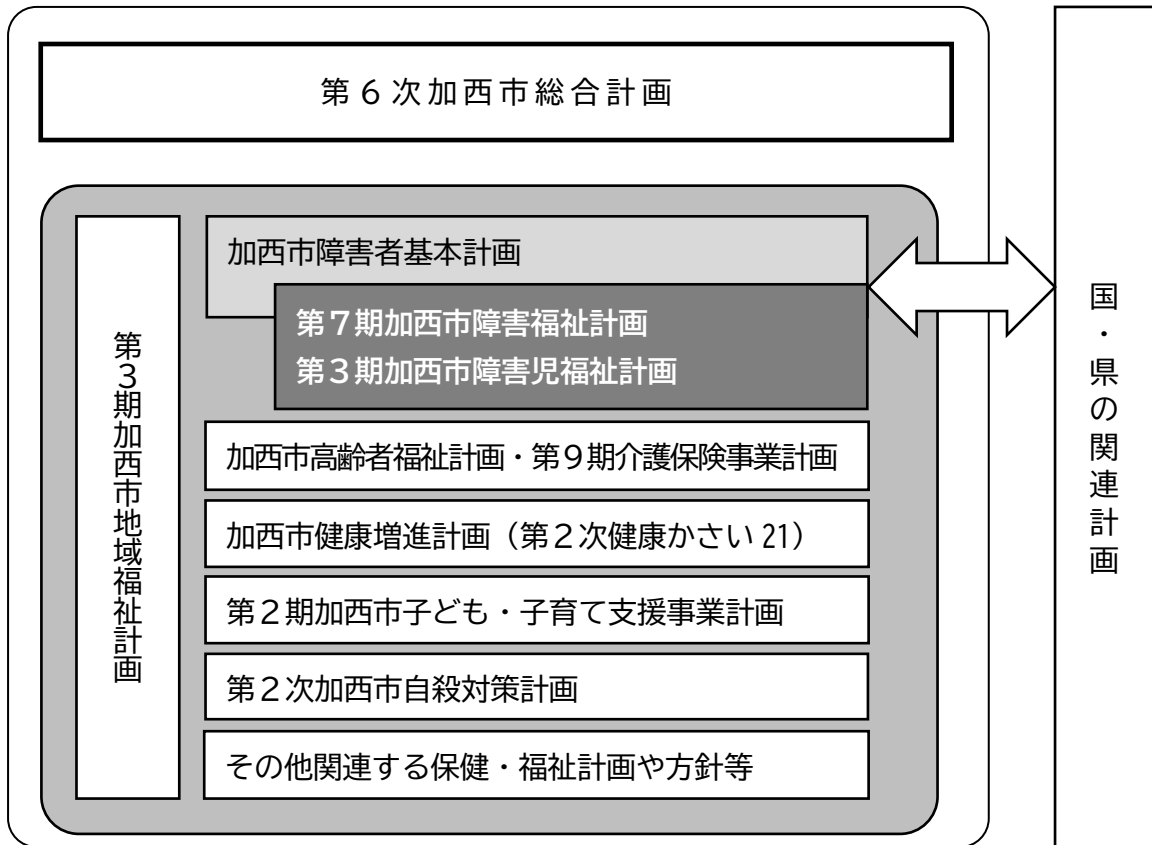 第６次加西市総合計画
第３期加西市地域福祉計画
加西市障害者基本計画
第７期加西市障害福祉計画
第３期加西市障害児福祉計画
加西市高齢者福祉計画・第９期介護保険事業計画
加西市健康増進計画（第２次健康かさい 21）
第２期加西市子ども・子育て支援事業計画
第２次加西市自殺対策計画
その他関連する保健・福祉計画や方針等
国・県の関連計画